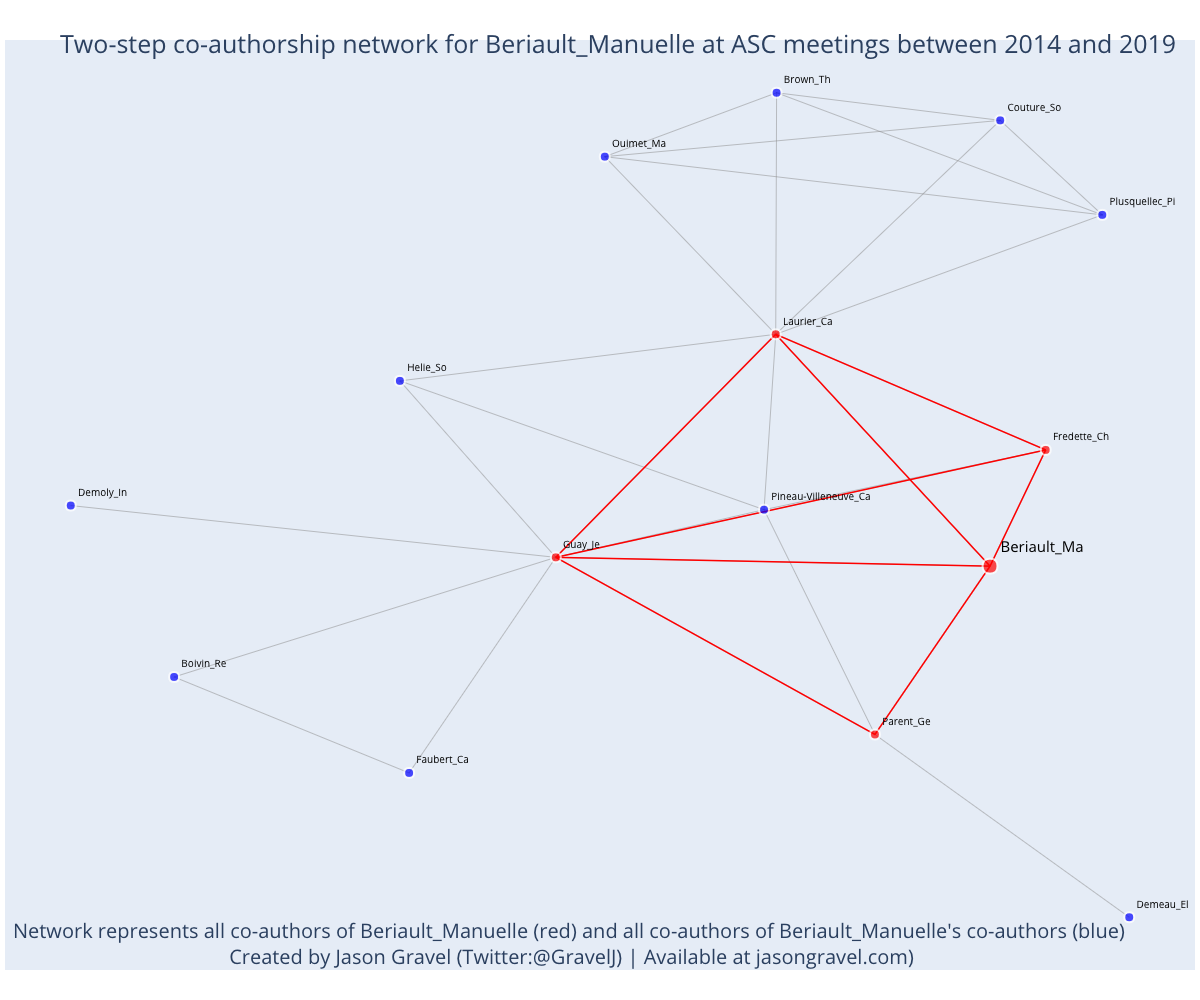 Two-step co-authorship network for Beriault_Manuelle at ASC meetings between 2014 and 2019
Brown_Th
Couture_So
Ouimet_Ma
Plusquellec_Pi
Laurier_Ca
Helie_So
Fredette_Ch
Demoly_In
Pineau-Villeneuve_Ca
Guay_Je
Beriault_Ma
Boivin_Re
Parent_Ge
Faubert_Ca
Demeau_El
Network represents all co-authors of Beriault_Manuelle (red) and all co-authors of Beriault_Manuelle's co-authors (blue)
Created by Jason Gravel (Twitter:@GravelJ) | Available at jasongravel.com)